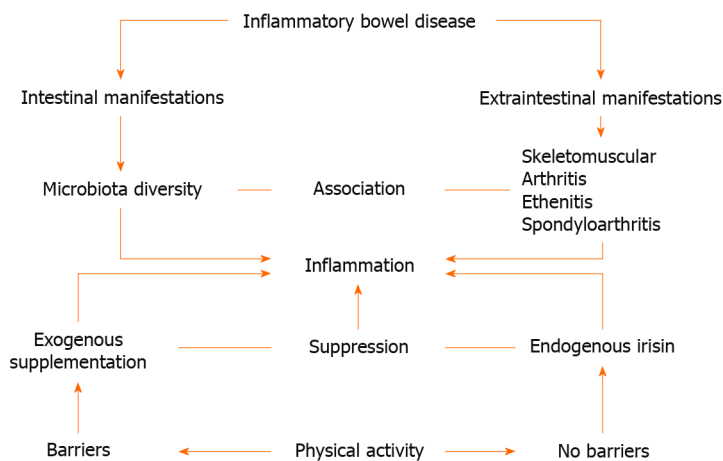 Inflammatory bowel disease
Intestinal manifestations
Extraintestinal manifestations
Microbiota diversity
Association
Skeletomuscular
Arthritis
Ethenitis
Spondyloarthritis
Inflammation
Exogenous
supplementation
Suppression
Endogenous irisin
Barriers
Physical activity
No barriers